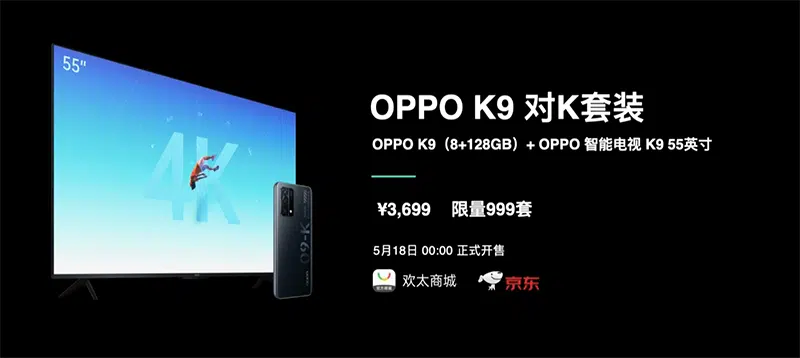 55"
4K
O9-K
OPPO K9 对K套装
OPPO K9（8+128GB）+ OPPO 智能电视 K9 55英寸
¥3,699 限量999套
5月18日 00:00 正式开售
欢太商城
京东